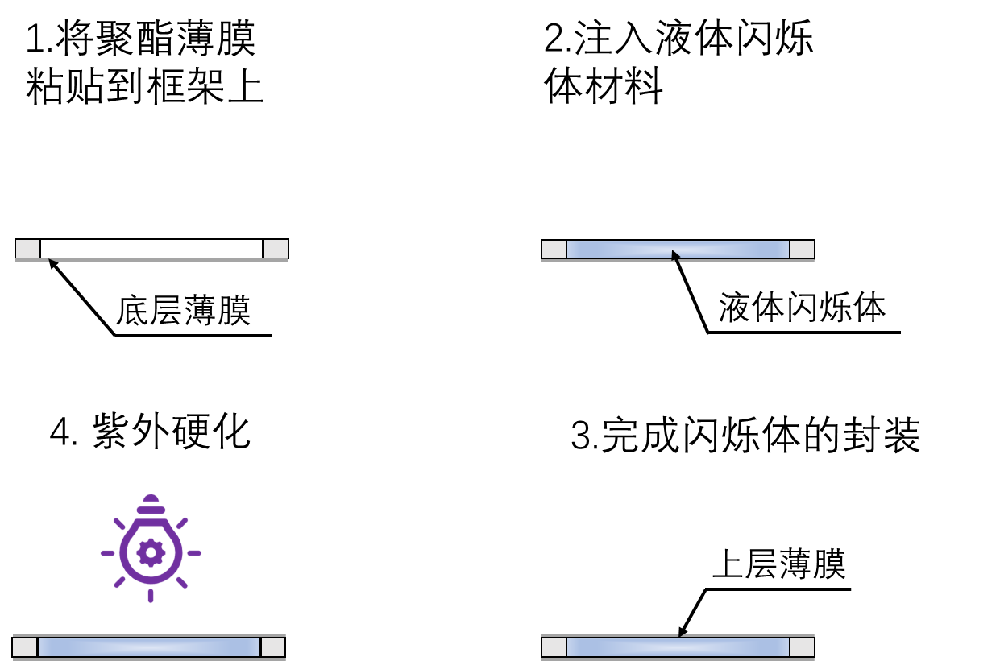 1.将聚酯薄膜
粘贴到框架上
2.注入液体闪烁
体材料
底层薄膜
液体闪烁体
4. 紫外硬化
3.完成闪烁体的封装
上层薄膜